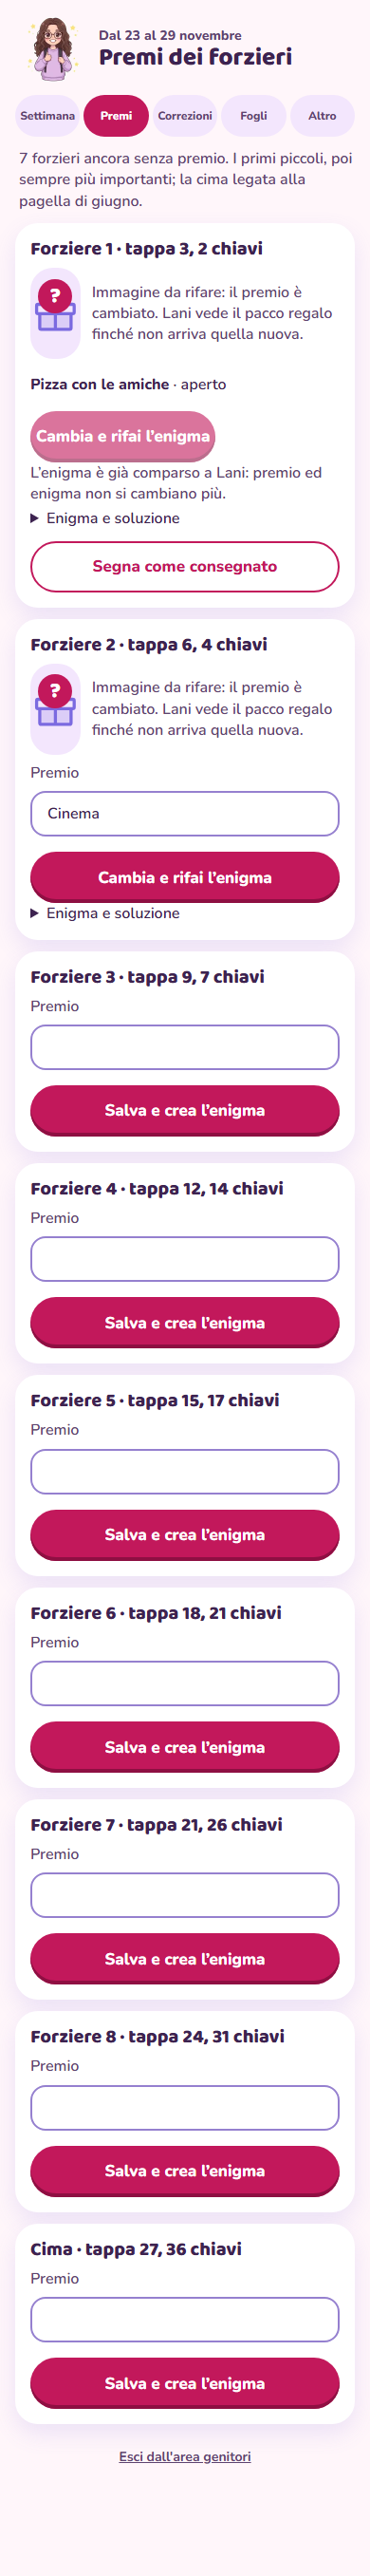 Dal 23 al 29 novembre
Premi dei forzieri
Settimana
Premi
Correzioni
Fogli
Altro
7 forzieri ancora senza premio. I primi piccoli, poi
sempre più importanti; la cima legata alla
pagella di giugno.
Forziere 1 · tappa 3, 2 chiavi
?
Immagine da rifare: il premio è
cambiato. Lani vede il pacco regalo
finché non arriva quella nuova.
Pizza con le amiche · aperto
Cambia e rifai l'enigma
L'enigma è già comparso a Lani: premio ed
enigma non si cambiano più.
Enigma e soluzione
Segna come consegnato
Forziere 2 · tappa 6, 4 chiavi
?
Immagine da rifare: il premio è
cambiato. Lani vede il pacco regalo
finché non arriva quella nuova.
Premio
Cinema
Cambia e rifai l'enigma
Enigma e soluzione
Forziere 3 · tappa 9, 7 chiavi
Premio
Salva e crea l'enigma
Forziere 4 · tappa 12, 14 chiavi
Premio
Salva e crea l'enigma
Forziere 5 · tappa 15, 17 chiavi
Premio
Salva e crea l'enigma
Forziere 6 · tappa 18, 21 chiavi
Premio
Salva e crea l'enigma
Forziere 7 · tappa 21, 26 chiavi
Premio
Salva e crea l'enigma
Forziere 8 · tappa 24, 31 chiavi
Premio
Salva e crea l'enigma
Cima · tappa 27, 36 chiavi
Premio
Salva e crea l'enigma
Esci dall'area genitori